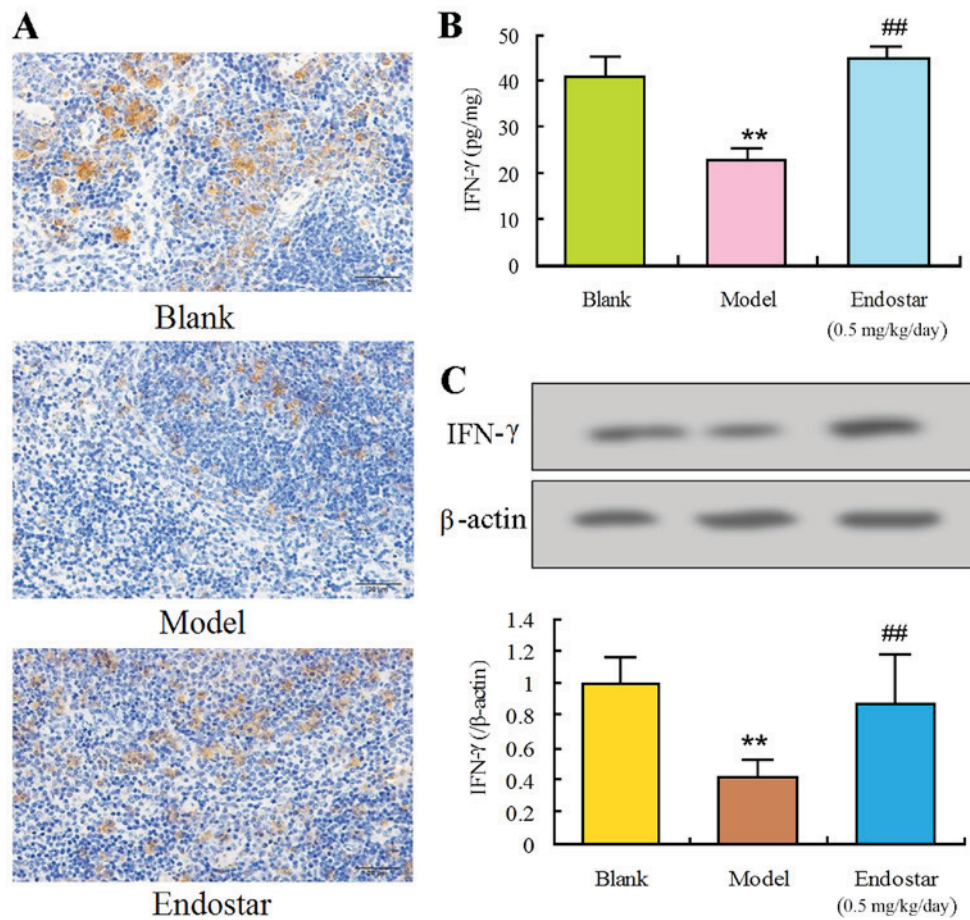 A
Blank
Model
Endostar
B
IFN-γ (pg/mg)
50
40
30
20
10
0
**
##
Blank
Model
Endostar
(0.5 mg/kg/day)
C
IFN-γ
β-actin
IFN-γ (/β-actin)
1.4
1.2
1
0.8
0.6
0.4
0.2
0
**
##
Blank
Model
Endostar
(0.5 mg/kg/day)